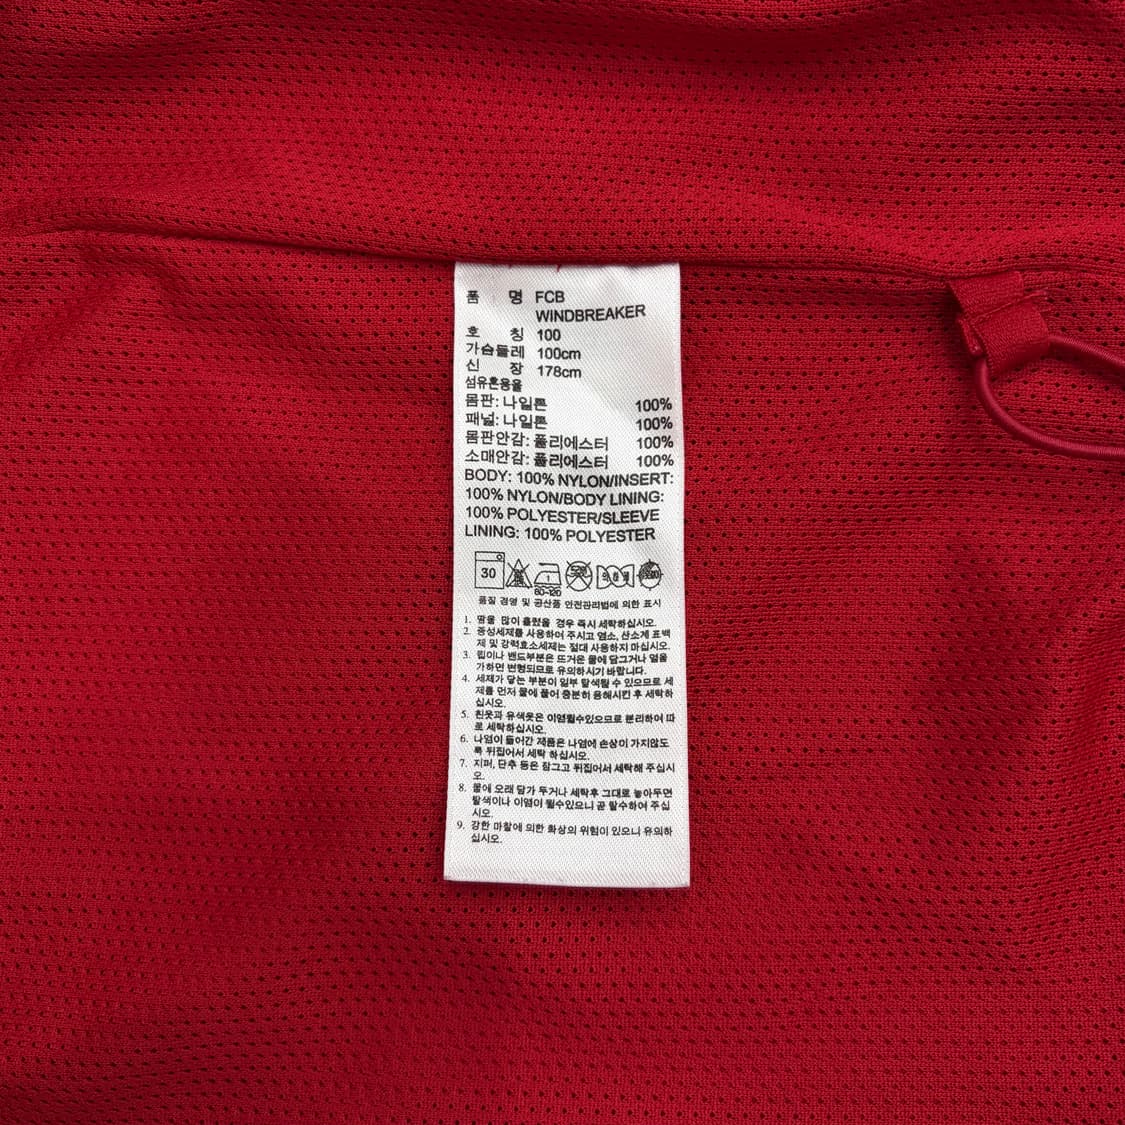 품 명 FCB
WINDBREAKER
호 칭 100
가슴둘레 100cm
신 장 178cm
섬유혼용율
몸판: 나일론 100%
패널: 나일론 100%
몸판안감: 폴리에스터 100%
소매안감: 폴리에스터 100%
BODY: 100% NYLON/INSERT:
100% NYLON/BODY LINING:
100% POLYESTER/SLEEVE
LINING: 100% POLYESTER
30
60~120
품질 경영 및 공산품 안전관리법에 의한 표시
1. 땀을 많이 흘렸을 경우 즉시 세탁하십시오.
2. 중성세제를 사용하여 주시고 염소, 산소계 표백
제 및 강력효소세제는 절대 사용하지 마십시오.
3. 립이나 밴드부분은 뜨거운 물에 담그거나 열을
가하면 변형되므로 유의하시기 바랍니다.
4. 세제가 닿는 부분이 일부 탈색될 수 있으므로 세
제를 먼저 물에 풀어 충분히 용해시킨 후 세탁하
십시오.
5. 흰옷과 유색옷은 이염될수있으므로 분리하여 따
로 세탁하십시오.
6. 나염이 들어간 제품은 나염에 손상이 가지않도
록 뒤집어서 세탁 하십시오.
7. 지퍼, 단추 등은 잠그고 뒤집어서 세탁해 주십시
오.
8. 물에 오래 담가 두거나 세탁후 그대로 놓아두면
탈색이나 이염이 될수있으니 곧 탈수하여 주십
시오.
9. 강한 마찰에 의한 화상의 위험이 있으니 유의하
십시오.